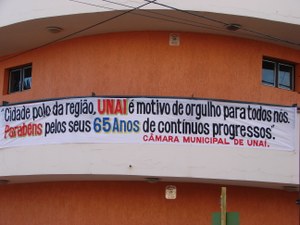 "Cidade polo da região, UNAÍ é motivo de orgulho para todos nós.
Parabéns pelos seus 65 Anos de contínuos progressos".
CÂMARA MUNICIPAL DE UNAÍ.